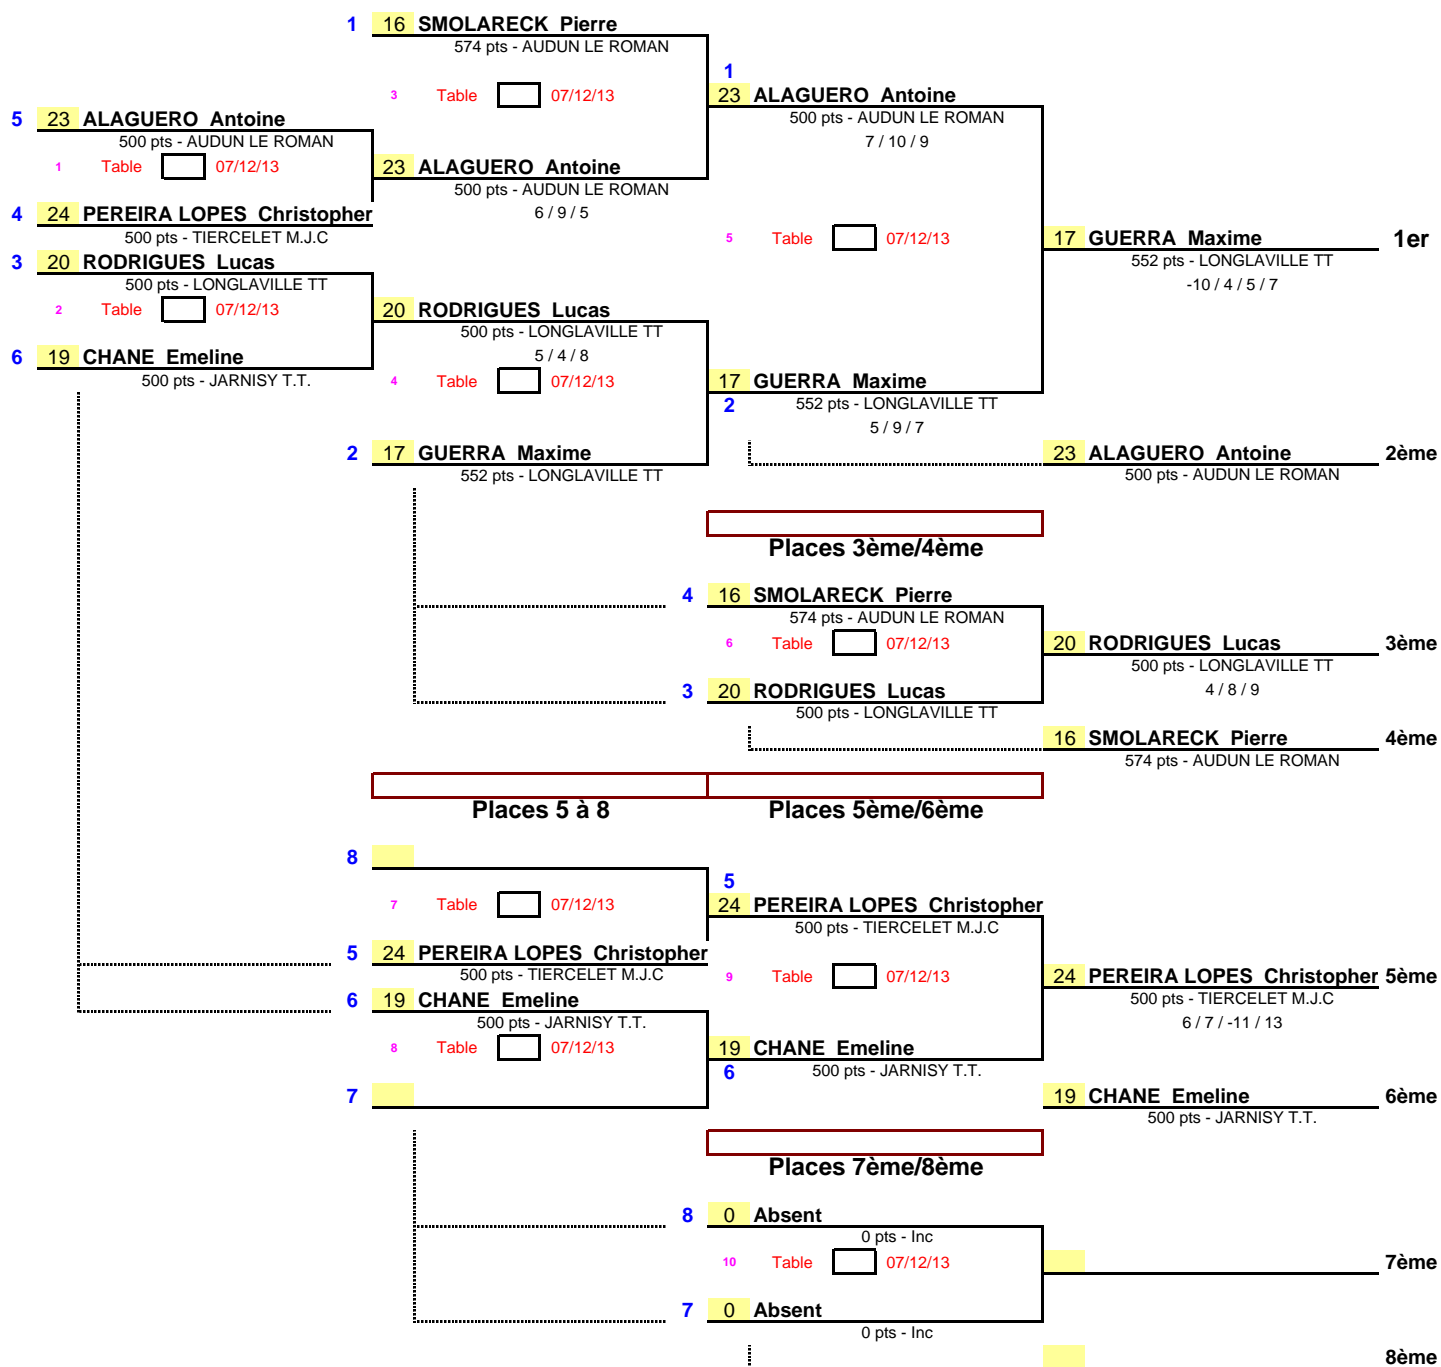 1 16 SMOLARECK Pierre
574 pts - AUDUN LE ROMAN
1
3 Table 07/12/13 23 ALAGUERO Antoine
5 23 ALAGUERO Antoine 500 pts - AUDUN LE ROMAN
500 pts - AUDUN LE ROMAN 7 / 10 / 9
1 Table 07/12/13 23 ALAGUERO Antoine
500 pts - AUDUN LE ROMAN
4 24 PEREIRA LOPES Christopher 6 / 9 / 5
500 pts - TIERCELET M.J.C 5 Table 07/12/13 17 GUERRA Maxime 1er
3 20 RODRIGUES Lucas 552 pts - LONGLAVILLE TT
500 pts - LONGLAVILLE TT -10 / 4 / 5 / 7
2 Table 07/12/13 20 RODRIGUES Lucas
500 pts - LONGLAVILLE TT
6 19 CHANE Emeline 5 / 4 / 8
500 pts - JARNISY T.T. 4 Table 07/12/13 17 GUERRA Maxime
2 552 pts - LONGLAVILLE TT
5 / 9 / 7
2 17 GUERRA Maxime 23 ALAGUERO Antoine 2ème
552 pts - LONGLAVILLE TT 500 pts - AUDUN LE ROMAN
Places 3ème/4ème
4 16 SMOLARECK Pierre
574 pts - AUDUN LE ROMAN
6 Table 07/12/13 20 RODRIGUES Lucas 3ème
500 pts - LONGLAVILLE TT
3 20 RODRIGUES Lucas 4 / 8 / 9
500 pts - LONGLAVILLE TT
16 SMOLARECK Pierre 4ème
574 pts - AUDUN LE ROMAN
Places 5 à 8 Places 5ème/6ème
8
5
7 Table 07/12/13 24 PEREIRA LOPES Christopher
500 pts - TIERCELET M.J.C
5 24 PEREIRA LOPES Christopher
500 pts - TIERCELET M.J.C 9 Table 07/12/13 24 PEREIRA LOPES Christopher 5ème
6 19 CHANE Emeline 500 pts - TIERCELET M.J.C
500 pts - JARNISY T.T. 6 / 7 / -11 / 13
8 Table 07/12/13 19 CHANE Emeline
6 500 pts - JARNISY T.T.
7 19 CHANE Emeline 6ème
500 pts - JARNISY T.T.
Places 7ème/8ème
8 0 Absent
0 pts - Inc
10 Table 07/12/13 7ème
7 0 Absent
0 pts - Inc
8ème